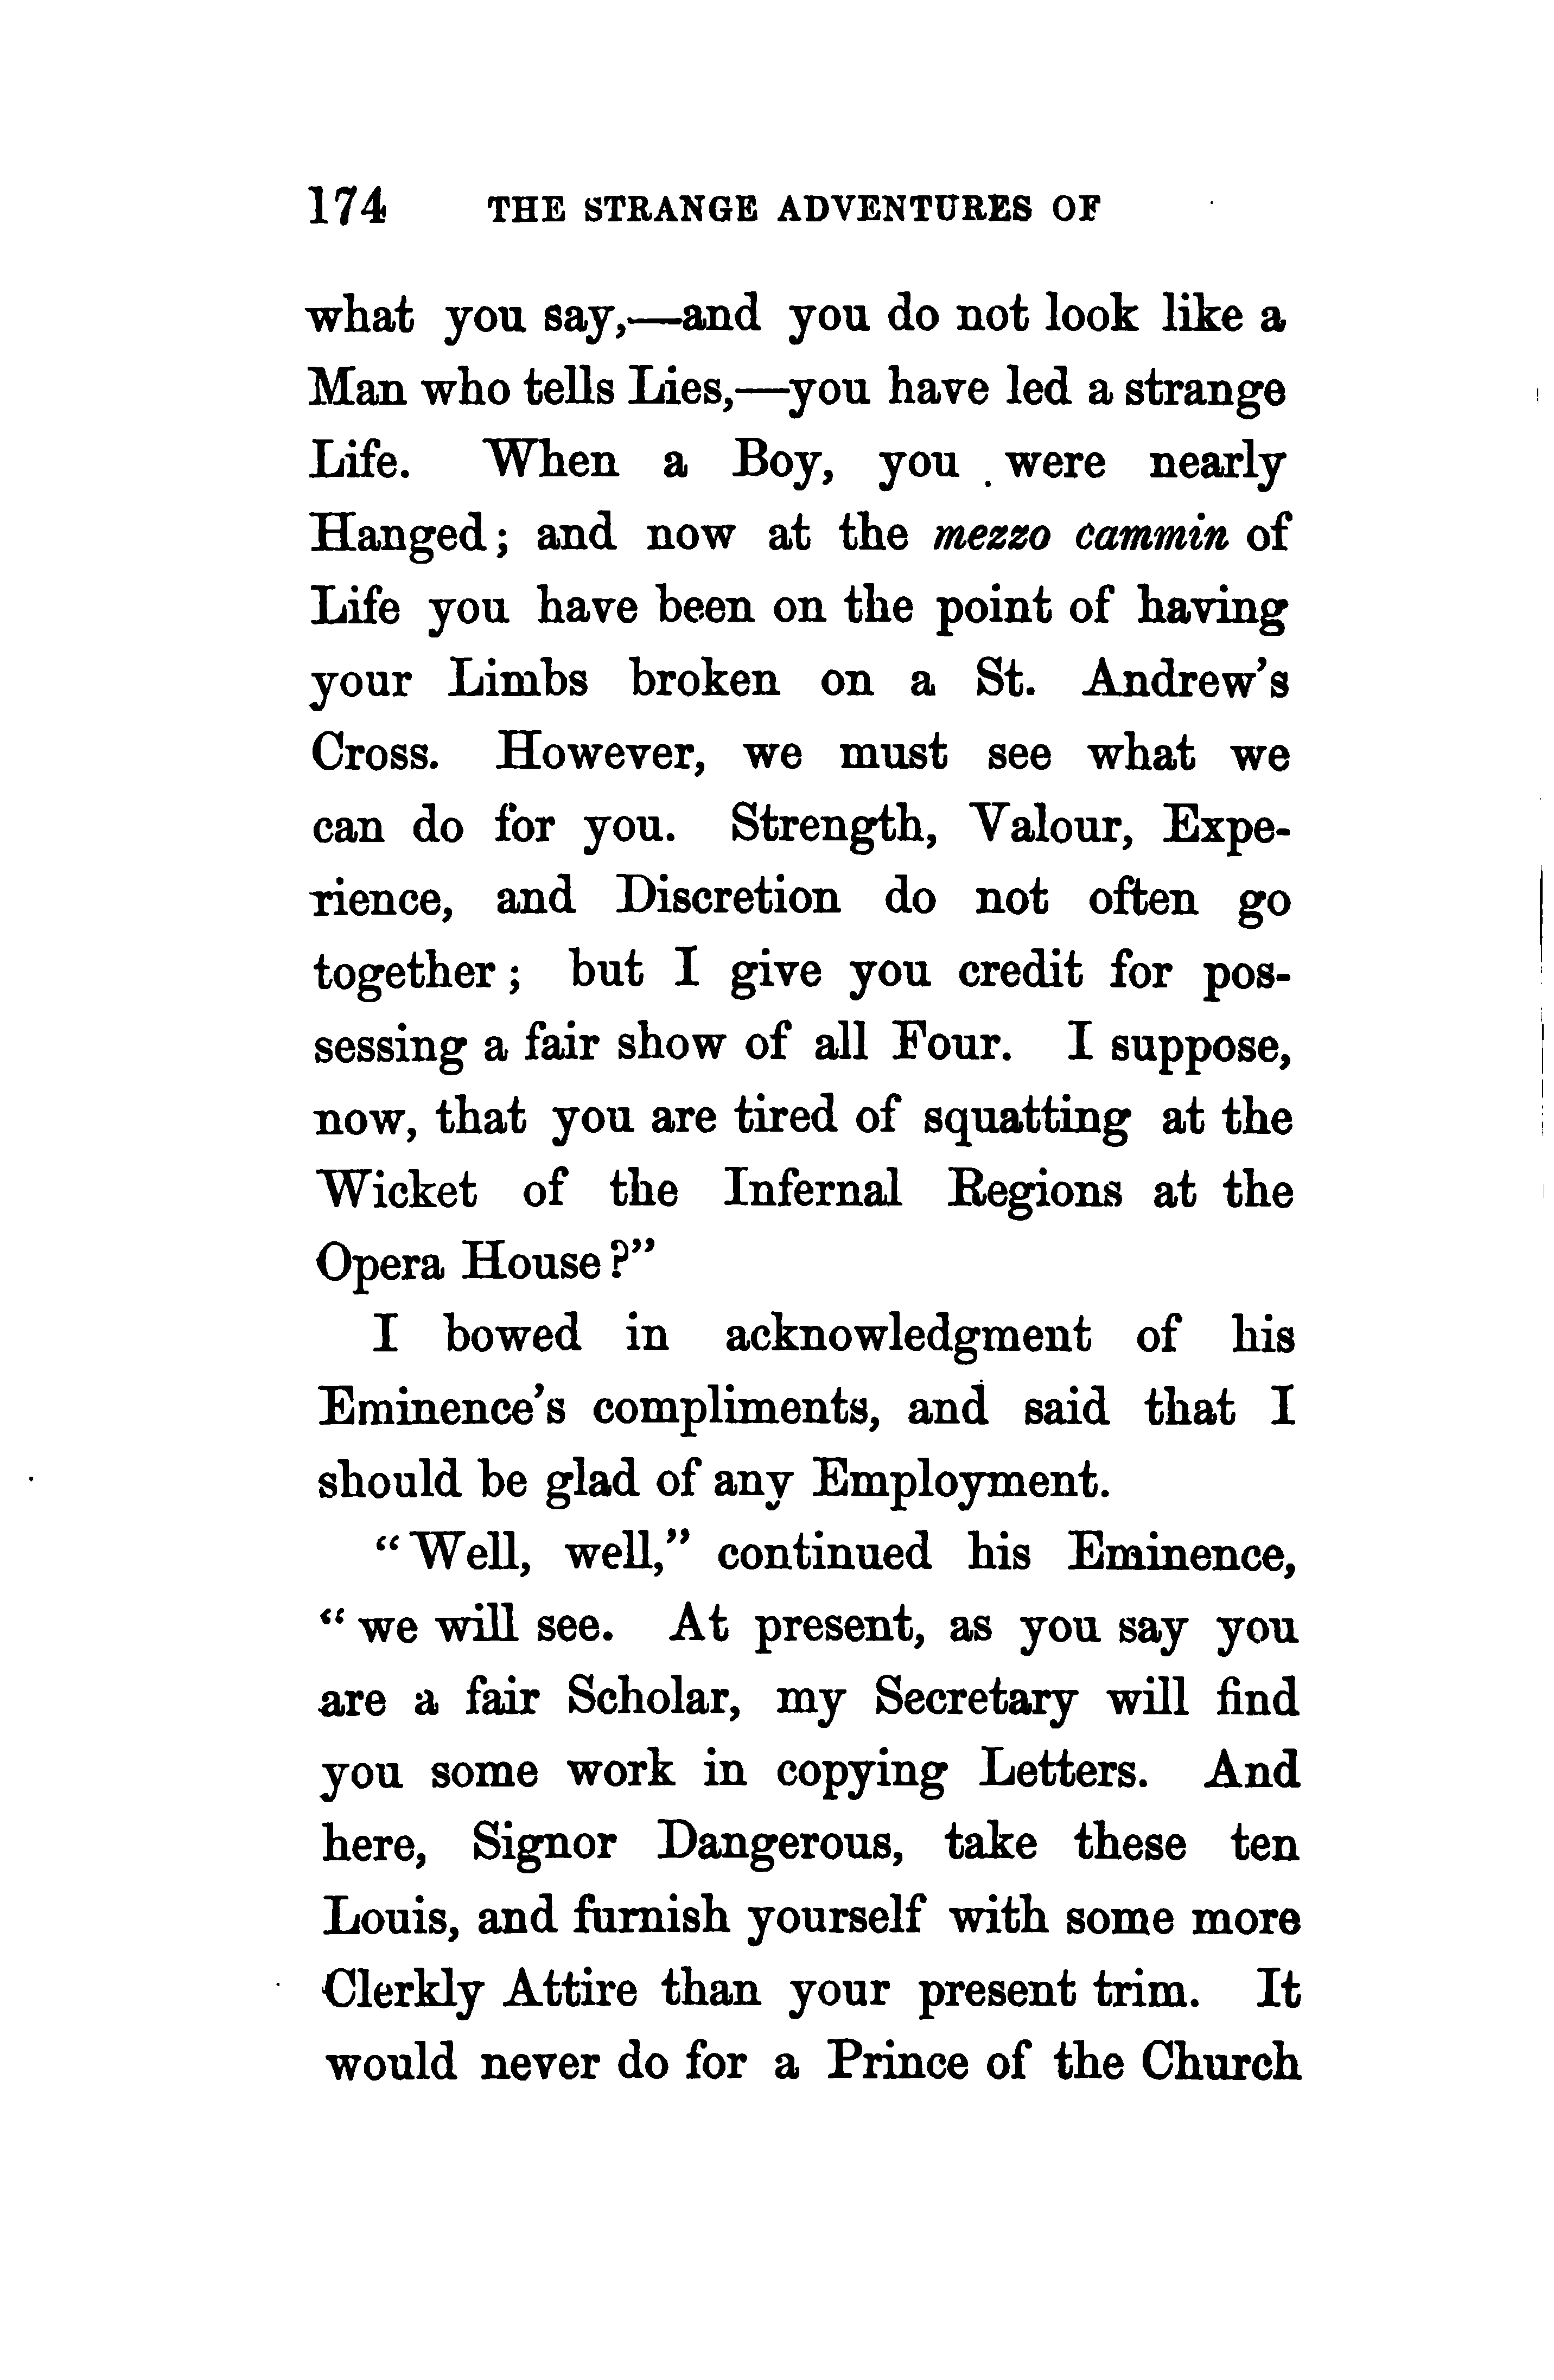 174 THE STRANGE ADVENTURES OF
what you say,—and you do not look like a
Man who tells Lies,—you have led a strange
Life. When a Boy, you were nearly
Hanged; and now at the mezzo cammin of
Life you have been on the point of having
your Limbs broken on a St. Andrew's
Cross. However, we must see what we
can do for you. Strength, Valour, Expe-
rience, and Discretion do not often go
together; but I give you credit for pos-
sessing a fair show of all Four. I suppose,
now, that you are tired of squatting at the
Wicket of the Infernal Regions at the
Opera House?"
I bowed in acknowledgment of his
Eminence's compliments, and said that I
should be glad of any Employment.
"Well, well," continued his Eminence,
"we will see. At present, as you say you
are a fair Scholar, my Secretary will find
you some work in copying Letters. And
here, Signor Dangerous, take these ten
Louis, and furnish yourself with some more
Clerkly Attire than your present trim. It
would never do for a Prince of the Church